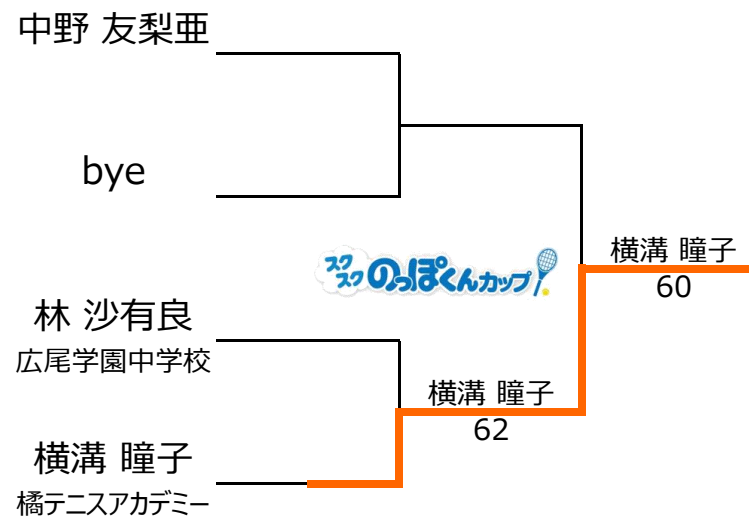 中野 友梨亜
bye
スクスク のっぽくんカップ
横溝 瞳子
60
林 沙有良
広尾学園中学校
横溝 瞳子
62
横溝 瞳子
橘テニスアカデミー